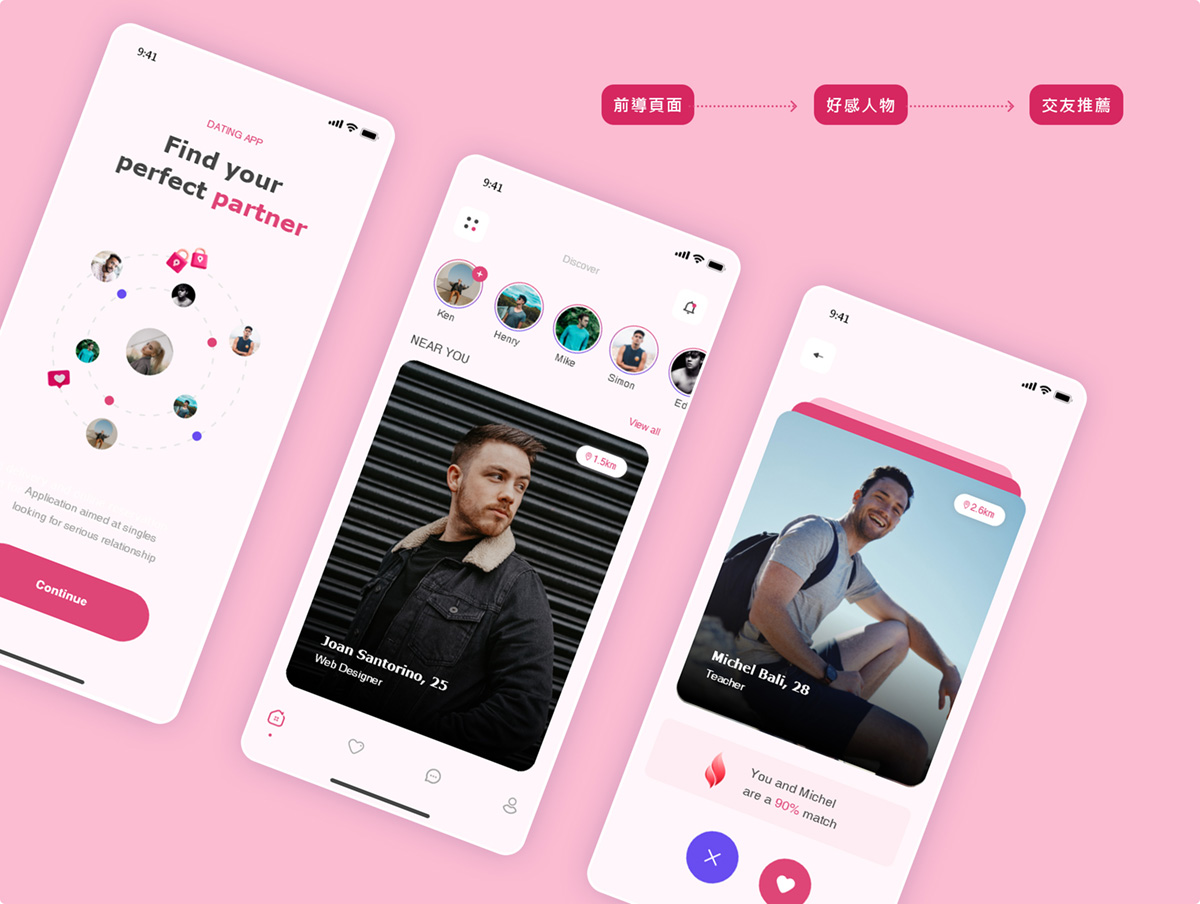 前導頁面
好感人物
交友推薦
9:41
DATING APP
Find your
perfect partner
Application aimed at singles
looking for serious relationship
Continue
9:41
Discover
Ken
Henry
Mike
Simon
Ed
NEAR YOU
View all
1.5km
Joan Santorino, 25
Web Designer
9:41
2.6km
Michel Bali, 28
Teacher
You and Michel
are a 90% match